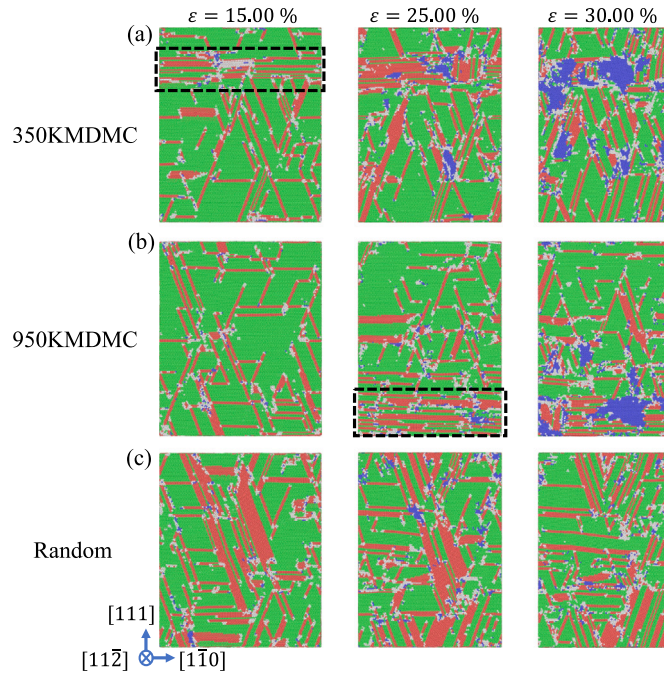 ε = 15.00 % ε = 25.00 % ε = 30.00 %
(a)
350KMDMC
(b)
950KMDMC
(c)
Random
[111]
[112̄] [11̄0]